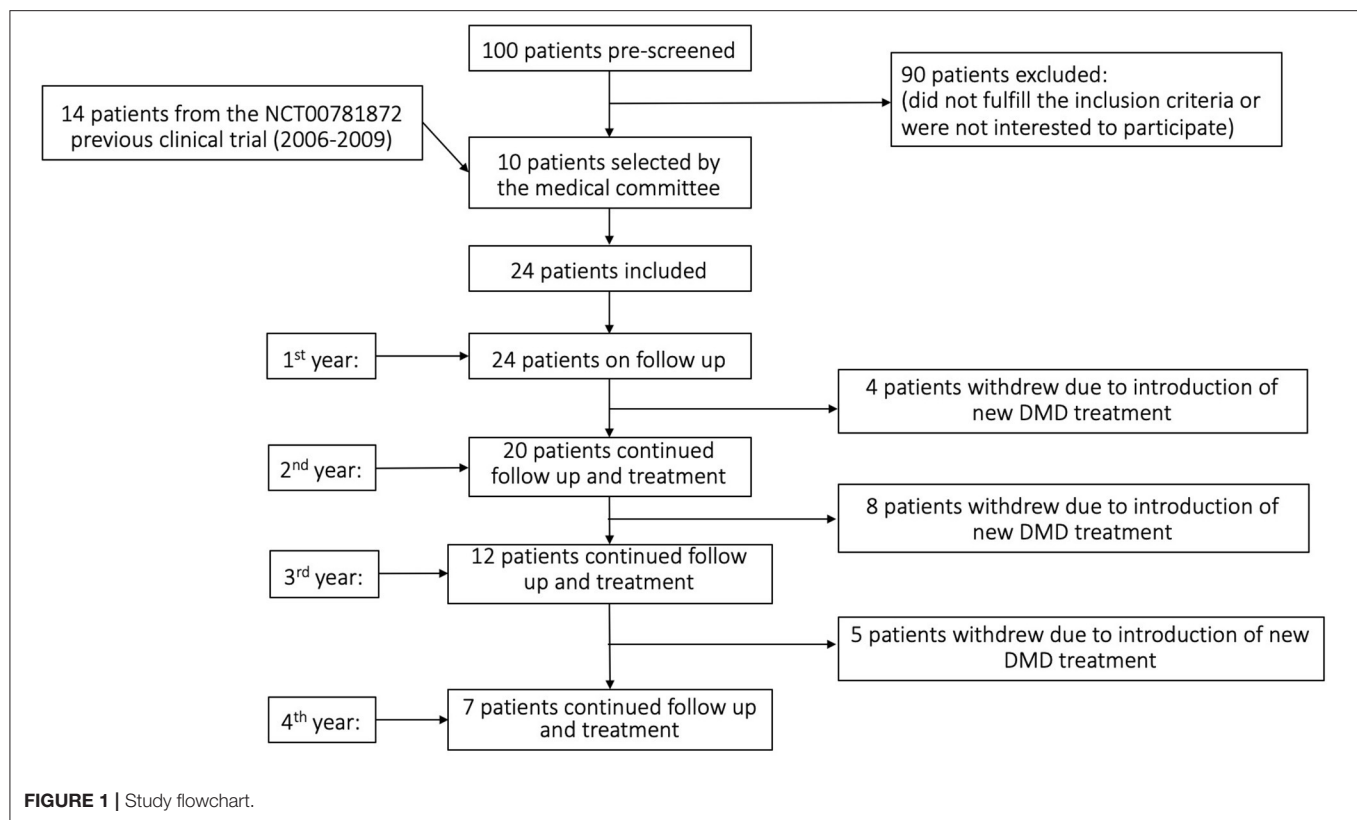 100 patients pre-screened
14 patients from the NCT00781872
previous clinical trial (2006-2009)
90 patients excluded:
(did not fulfill the inclusion criteria or
were not interested to participate)
10 patients selected by
the medical committee
24 patients included
1st year:
24 patients on follow up
4 patients withdrew due to introduction of
new DMD treatment
2nd year:
20 patients continued
follow up and treatment
8 patients withdrew due to introduction of
new DMD treatment
3rd year:
12 patients continued follow
up and treatment
5 patients withdrew due to introduction of new
DMD treatment
4th year:
7 patients continued follow up
and treatment
FIGURE 1 | Study flowchart.